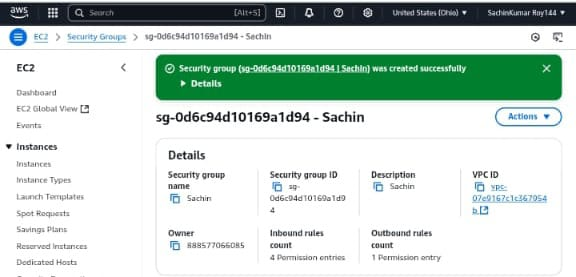 aws
Search [Alt+S] United States (Ohio) SachinKumar Roy144
EC2 > Security Groups > sg-0d6c94d10169a1d94 - Sachin
EC2
Dashboard
EC2 Global View
Events
Instances
Instances
Instance Types
Launch Templates
Spot Requests
Savings Plans
Reserved Instances
Dedicated Hosts
Security group (sg-0d6c94d10169a1d94 | Sachin) was created successfully
Details
sg-0d6c94d10169a1d94 - Sachin
Actions
Details
Security group
name
Sachin
Security group ID
sg-
0d6c94d10169a1d9
4
Description
Sachin
VPC ID
vpc-
07e9167c1c367954
b
Owner
888577066085
Inbound rules
count
4 Permission entries
Outbound rules
count
1 Permission entry